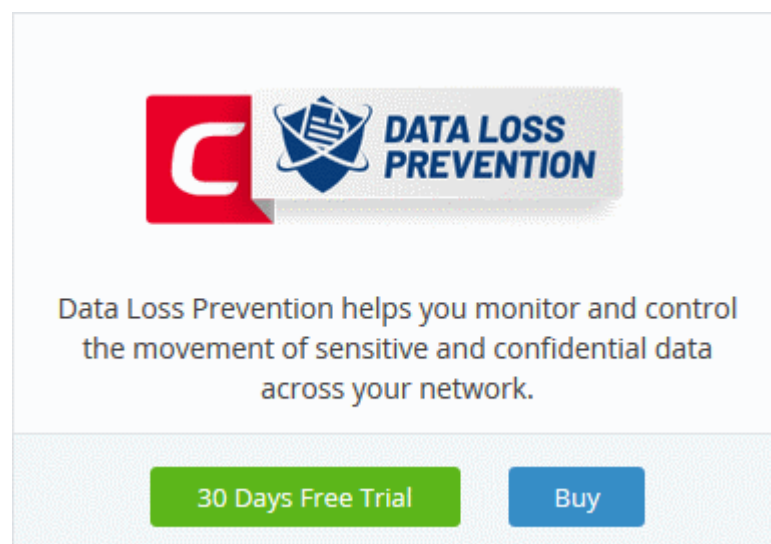 C
DATA LOSS
PREVENTION
Data Loss Prevention helps you monitor and control
the movement of sensitive and confidential data
across your network.
30 Days Free Trial
Buy